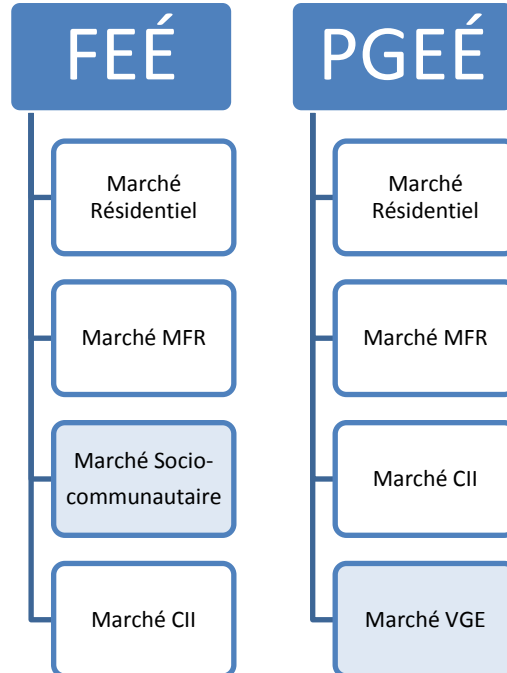 FEÉ
Marché
Résidentiel
Marché MFR
Marché Socio-
communautaire
Marché CII
PGEÉ
Marché
Résidentiel
Marché MFR
Marché CII
Marché VGE